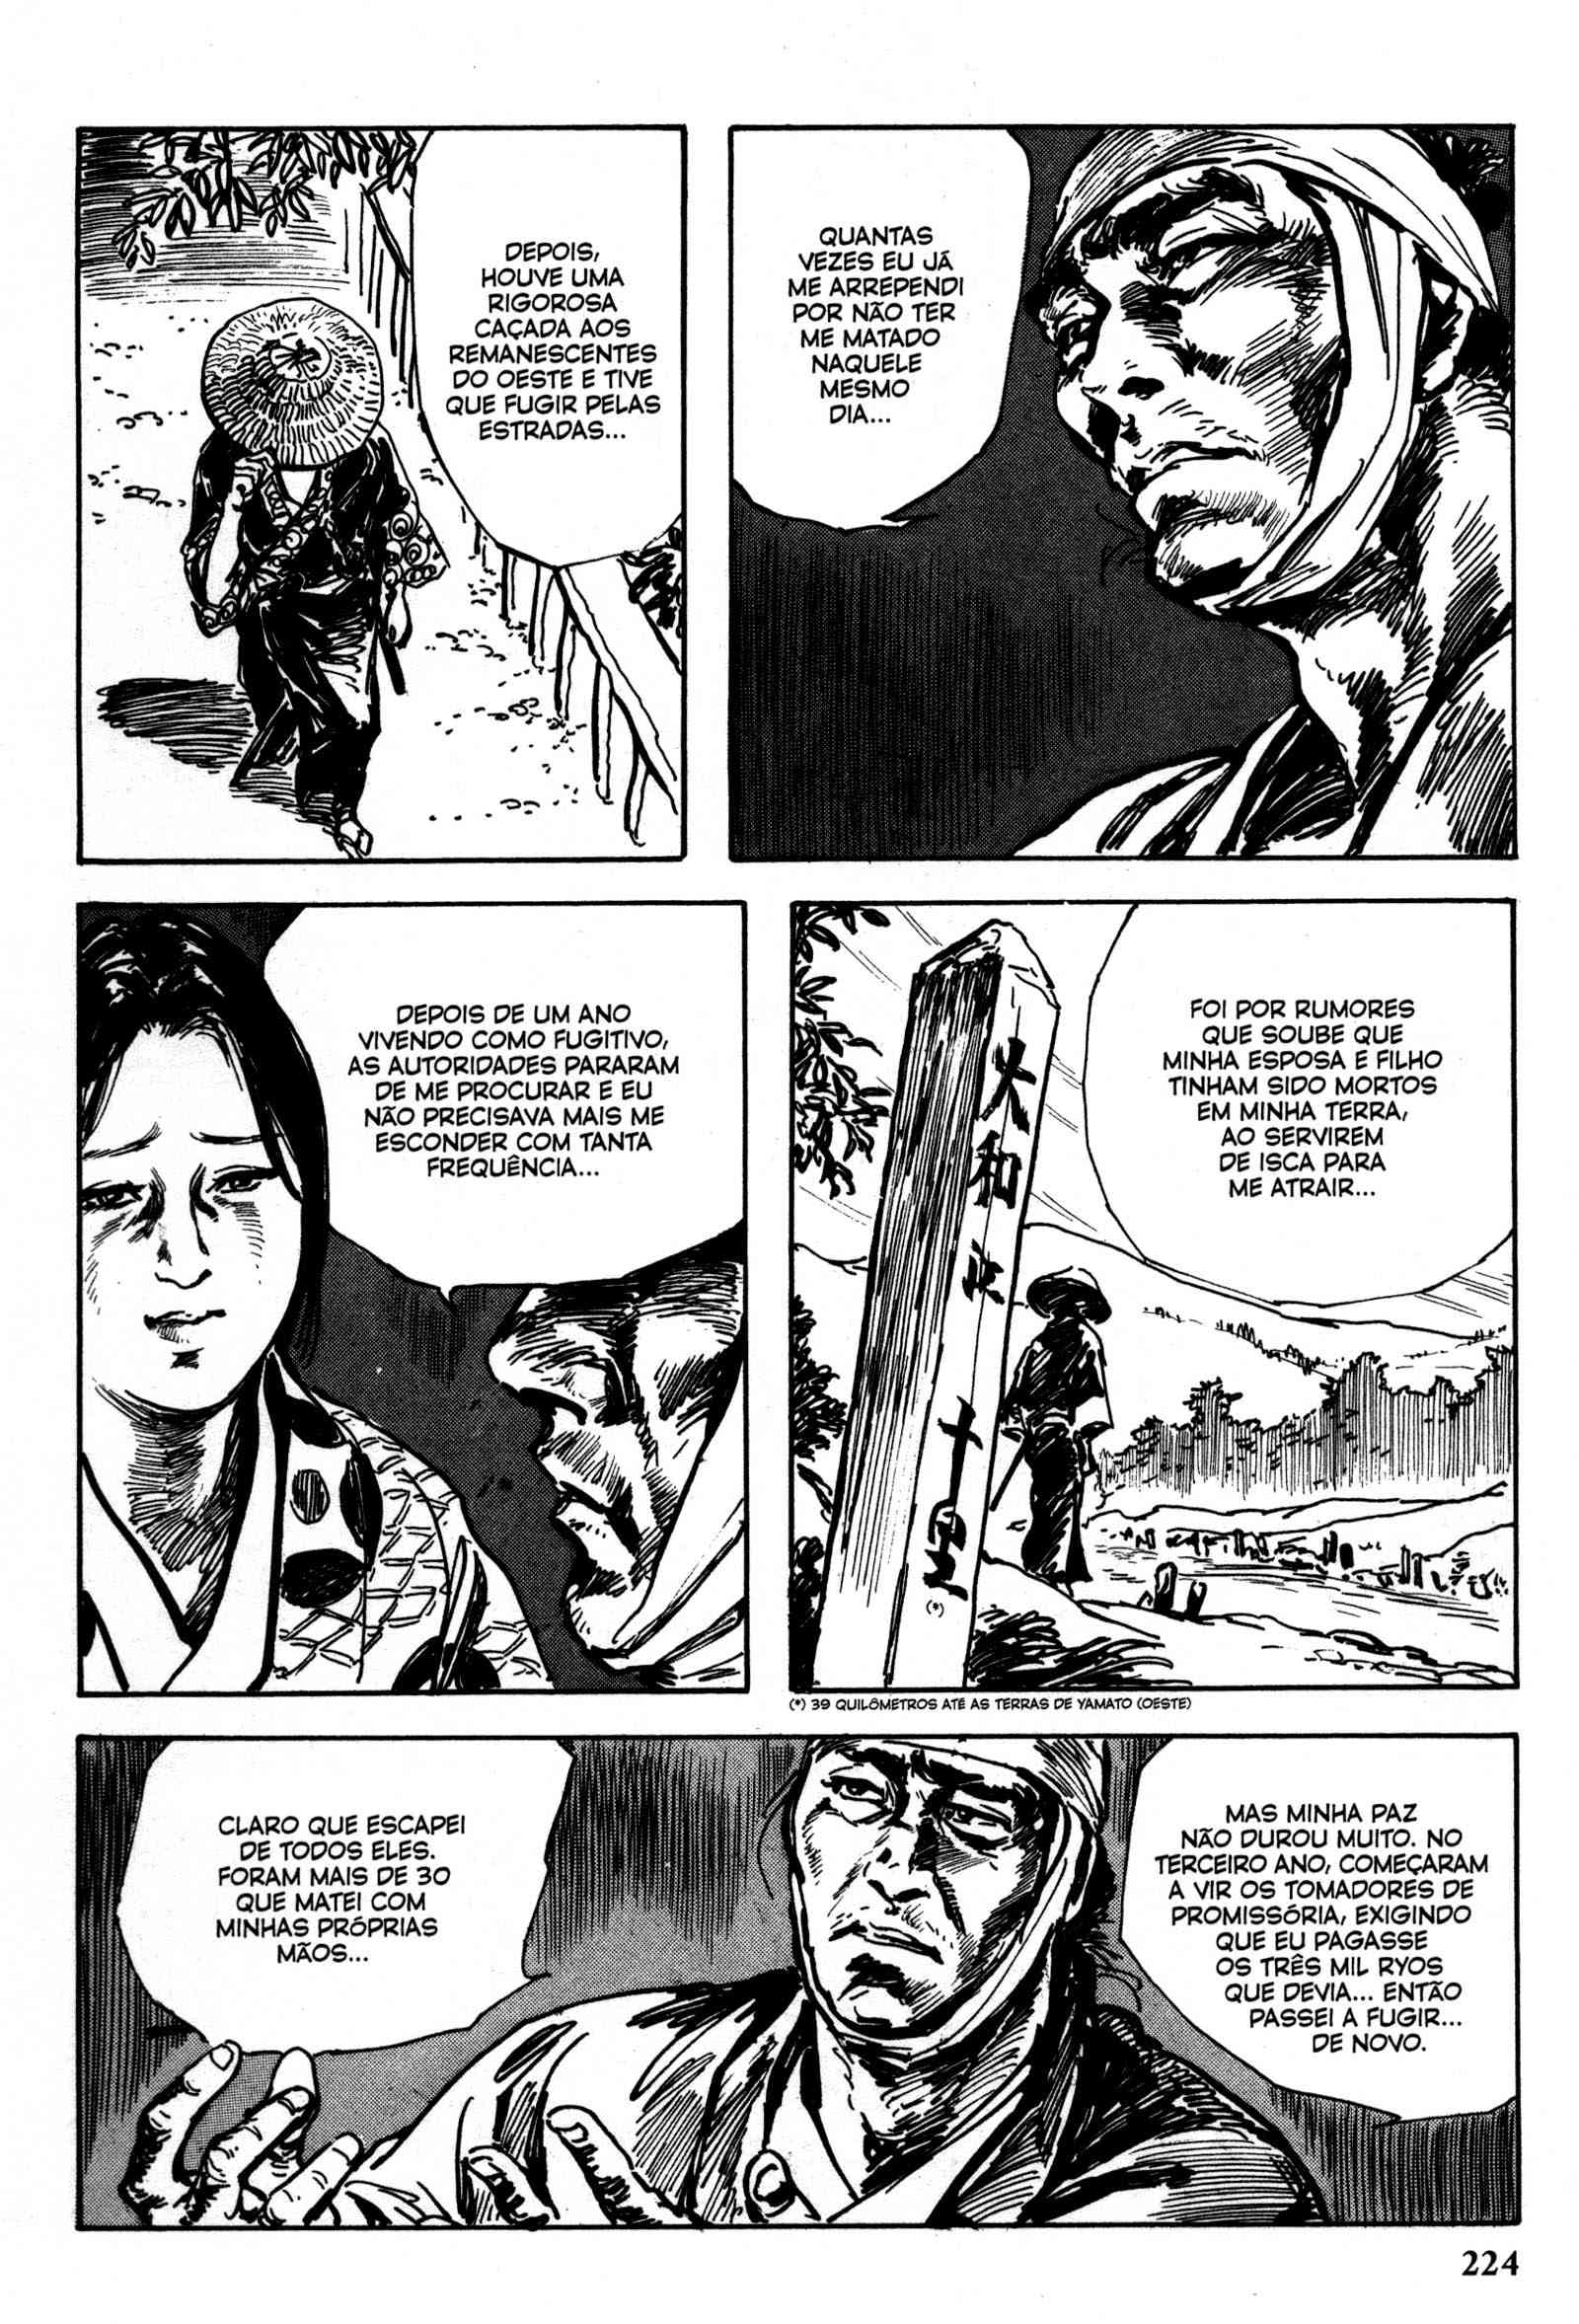 QUANTAS
VEZES EU JÁ
ME ARREPENDI
POR NÃO TER
ME MATADO
NAQUELE
MESMO
DIA...
DEPOIS,
HOUVE UMA
RIGOROSA
CAÇADA AOS
REMANESCENTES
DO OESTE E TIVE
QUE FUGIR PELAS
ESTRADAS...
FOI POR RUMORES
QUE SOUBE QUE
MINHA ESPOSA E FILHO
TINHAM SIDO MORTOS
EM MINHA TERRA,
AO SERVIREM
DE ISCA PARA
ME ATRAIR...
大和 十里
(*)
(*) 39 QUILÔMETROS ATÉ AS TERRAS DE YAMATO (OESTE)
DEPOIS DE UM ANO
VIVENDO COMO FUGITIVO,
AS AUTORIDADES PARARAM
DE ME PROCURAR E EU
NÃO PRECISAVA MAIS ME
ESCONDER COM TANTA
FREQUÊNCIA...
MAS MINHA PAZ
NÃO DUROU MUITO. NO
TERCEIRO ANO, COMEÇARAM
A VIR OS TOMADORES DE
PROMISSÓRIA, EXIGINDO
QUE EU PAGASSE
OS TRÊS MIL RYOS
QUE DEVIA... ENTÃO
PASSEI A FUGIR...
DE NOVO.
CLARO QUE ESCAPEI
DE TODOS ELES.
FORAM MAIS DE 30
QUE MATEI COM
MINHAS PRÓPRIAS
MÃOS...
224